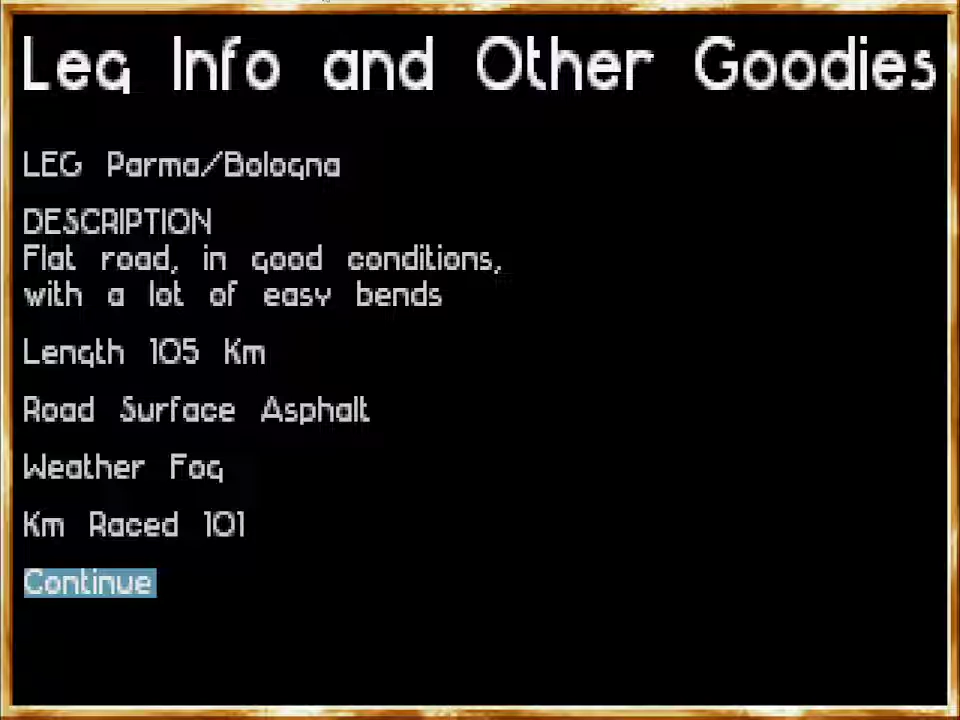 Leg Info and Other Goodies
LEG Parma/Bologna
DESCRIPTION
Flat road, in good conditions,
with a lot of easy bends
Length 105 Km
Road Surface Asphalt
Weather Fog
Km Raced 101
Continue